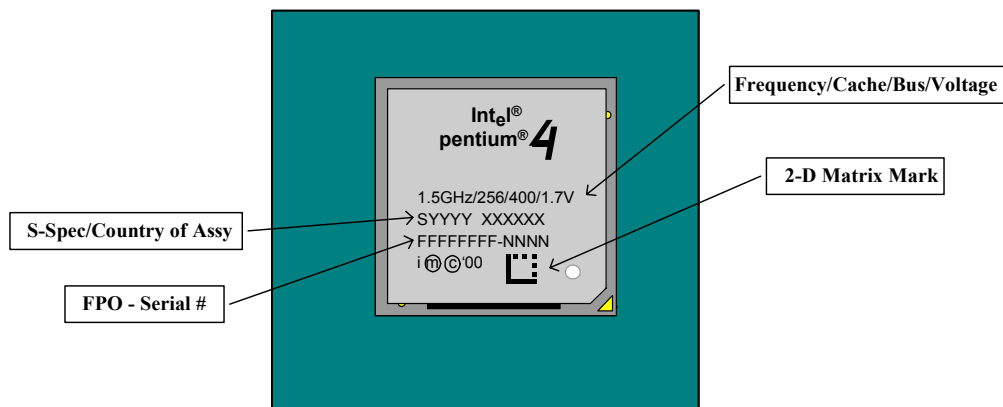 Intel®
pentium® 4
Frequency/Cache/Bus/Voltage
2-D Matrix Mark
1.5GHz/256/400/1.7V
SYYYY XXXXXX
S-Spec/Country of Assy
FFFFFFFF-NNNN
i ⓜ ©'00
FPO - Serial #